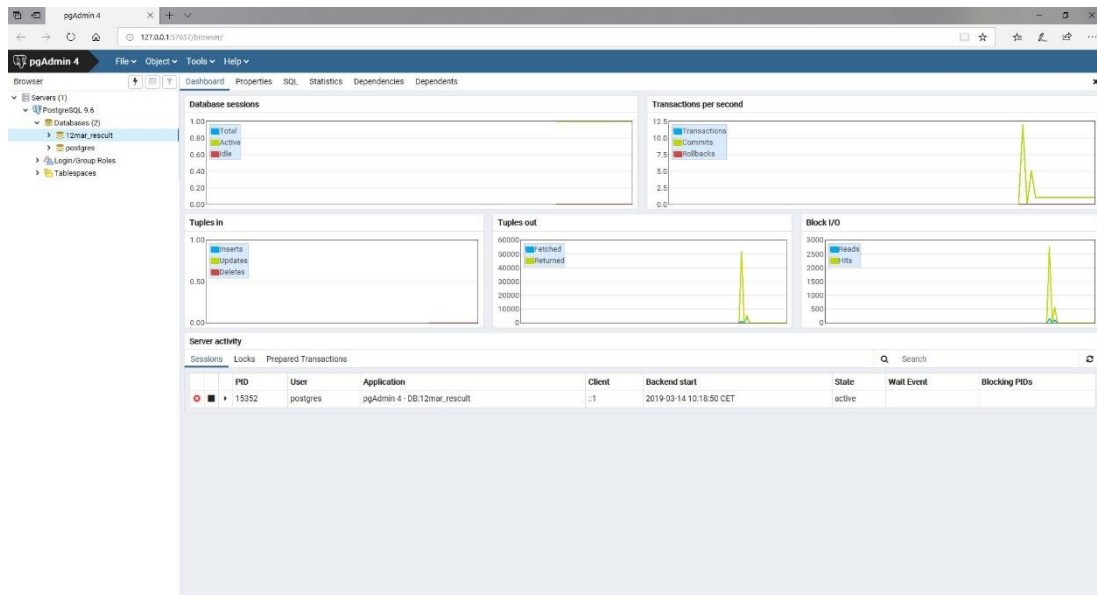 pgAdmin 4
127.0.0.1:57657/browser/
pgAdmin 4 File Object Tools Help
Browser
Dashboard Properties SQL Statistics Dependencies Dependents
Servers (1)
PostgreSQL 9.6
Databases (2)
12mar_rescult
postgres
Login/Group Roles
Tablespaces
Database sessions
1.00
0.80
0.60
0.40
0.20
0.00
Total
Active
Idle
Transactions per second
12.5
10.0
7.5
5.0
2.5
0.0
Transactions
Commits
Rollbacks
Tuples in
1.00
0.50
0.00
Inserts
Updates
Deletes
Tuples out
60000
50000
40000
30000
20000
10000
0
Fetched
Returned
Block I/O
3000
2500
2000
1500
1000
500
0
Reads
Hits
Server activity
Sessions Locks Prepared Transactions Search
PID User Application Client Backend start State Wait Event Blocking PIDs
15352 postgres pgAdmin 4 - DB:12mar_rescult ::1 2019-03-14 10:18:50 CET active